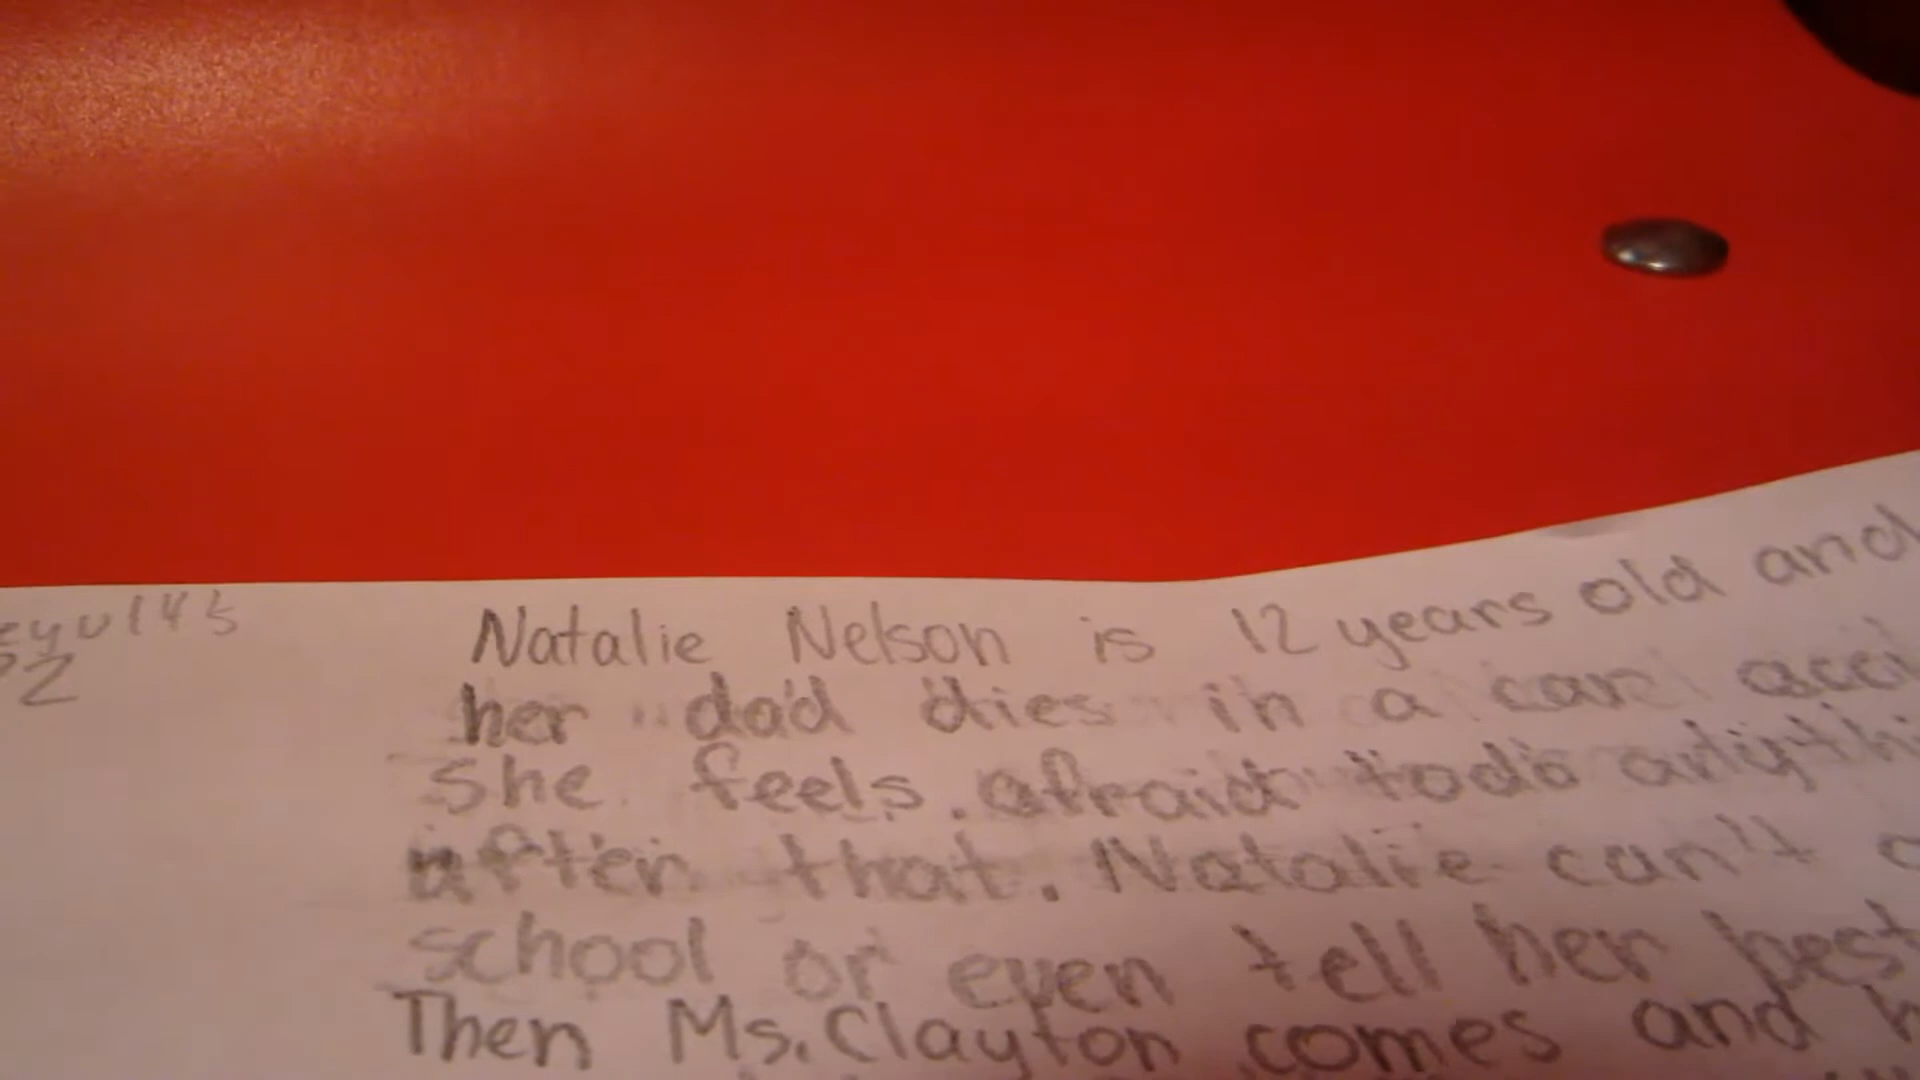 Natalie Nelson is 12 years old and
her dad dies in a car
she feels afraid to do
after that. Natalie can't
school or even tell her best
Then Ms. Clayton comes and